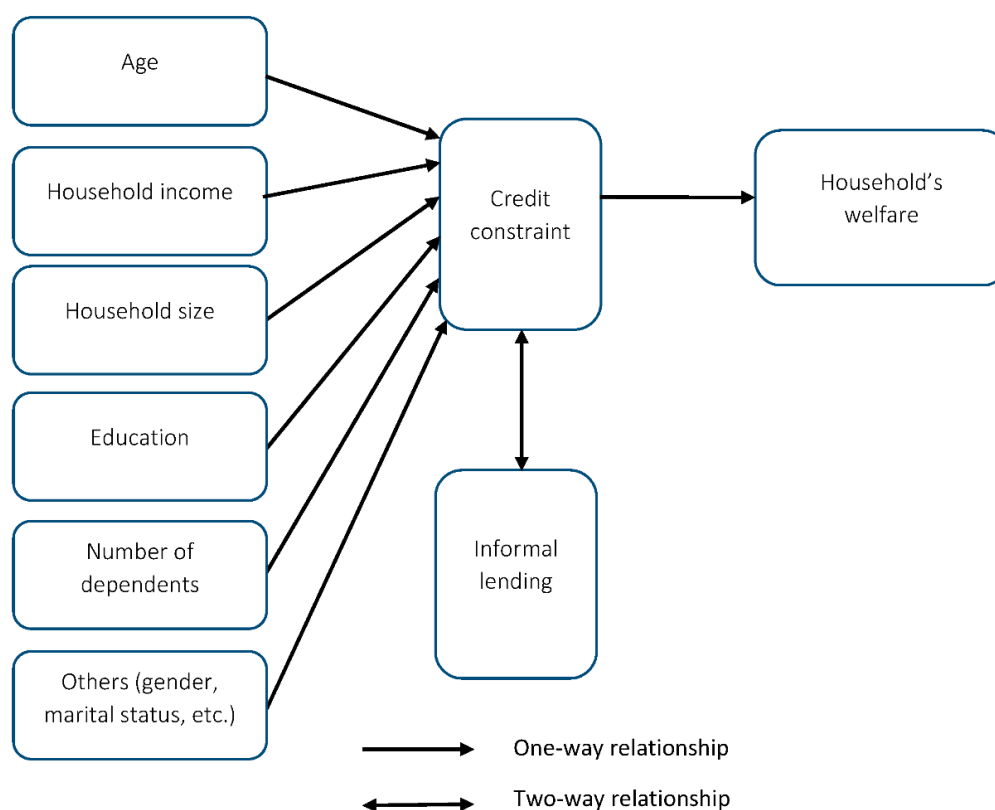 Age
Household income
Household size
Education
Number of
dependents
Others (gender,
marital status, etc.)
Credit
constraint
Household’s
welfare
Informal
lending
One-way relationship
Two-way relationship